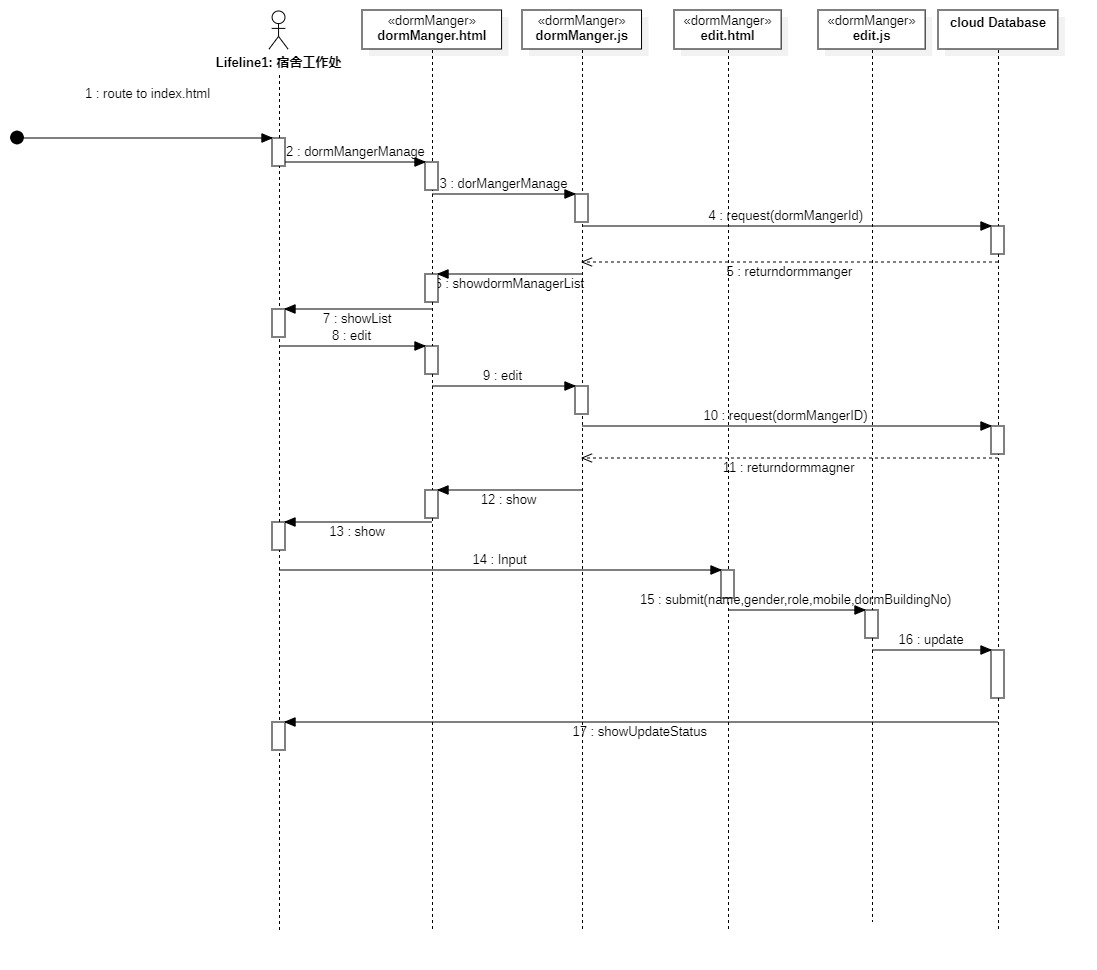 «dormManger»
dormManger.html
«dormManger»
dormManger.js
«dormManger»
edit.html
«dormManger»
edit.js
cloud Database
Lifeline1: 宿舍工作处
1 : route to index.html
2 : dormMangerManage
3 : dorMangerManage
4 : request(dormMangerId)
5 : returndormmanger
6 : showdormManagerList
7 : showList
8 : edit
9 : edit
10 : request(dormMangerID)
11 : returndormmagner
12 : show
13 : show
14 : Input
15 : submit(name,gender,role,mobile,dormBuildingNo)
16 : update
17 : showUpdateStatus